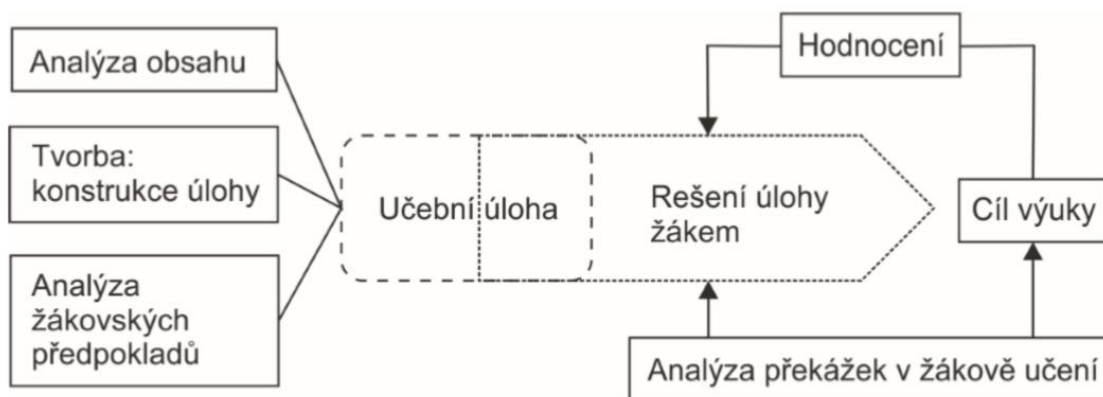 Analýza obsahu
Tvorba:
konstrukce úlohy
Analýza
žákovských
předpokladů
Učební úloha
Rešení úlohy
žákem
Hodnocení
Cíl výuky
Analýza překážek v žákově učení